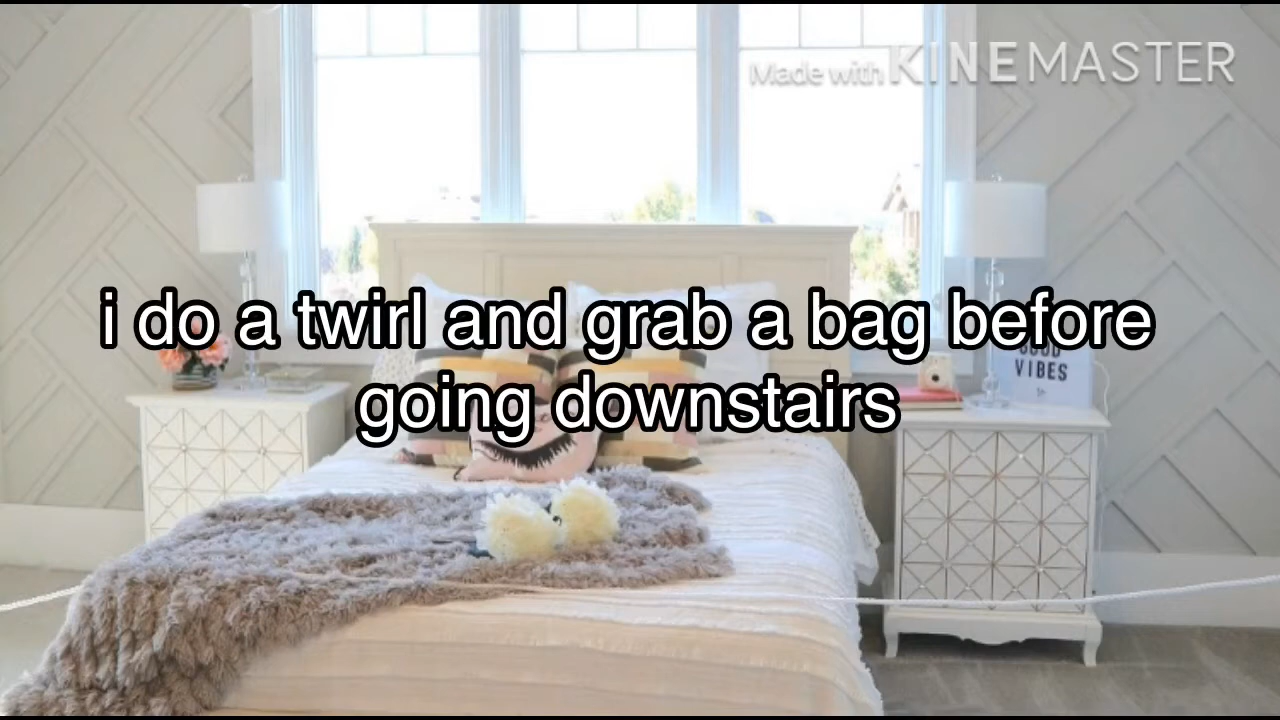 Made with KINEMASTER
i do a twirl and grab a bag before
going downstairs
GOOD
VIBES